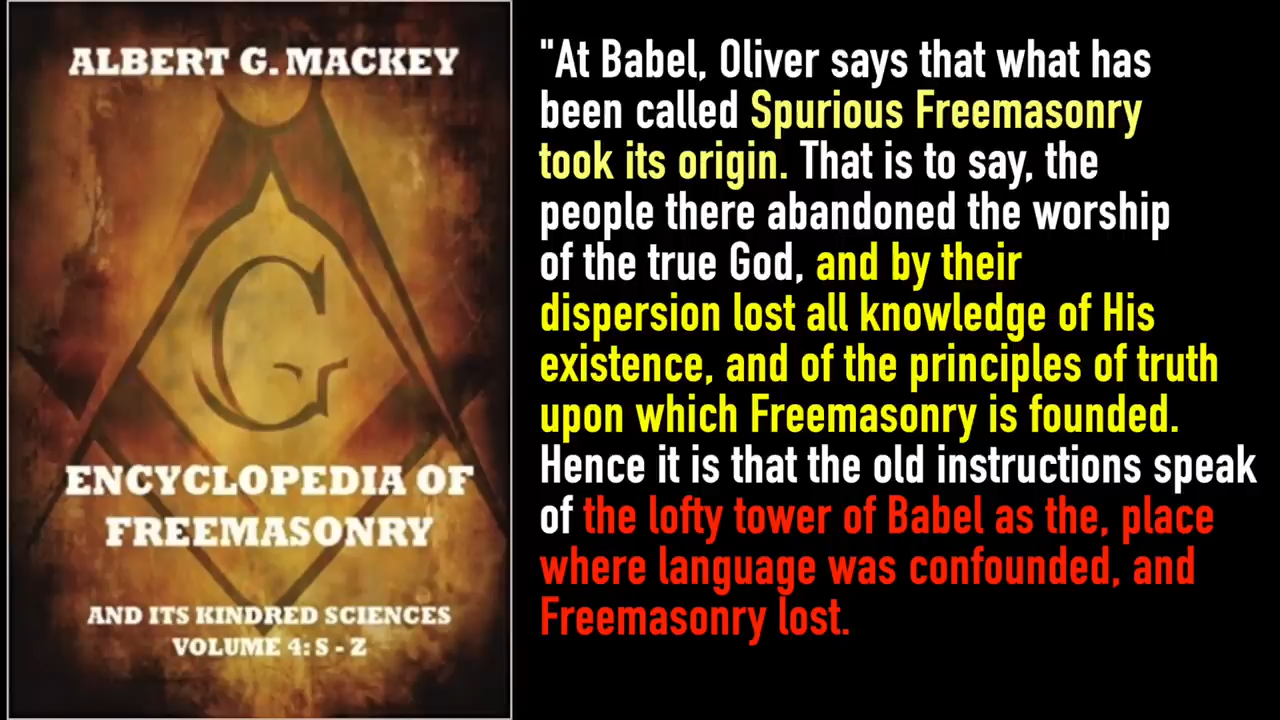 ALBERT G. MACKEY
G
ENCYCLOPEDIA OF
FREEMASONRY
AND ITS KINDRED SCIENCES
VOLUME 4: S - Z
"At Babel, Oliver says that what has
been called Spurious Freemasonry
took its origin. That is to say, the
people there abandoned the worship
of the true God, and by their
dispersion lost all knowledge of His
existence, and of the principles of truth
upon which Freemasonry is founded.
Hence it is that the old instructions speak
of the lofty tower of Babel as the, place
where language was confounded, and
Freemasonry lost.